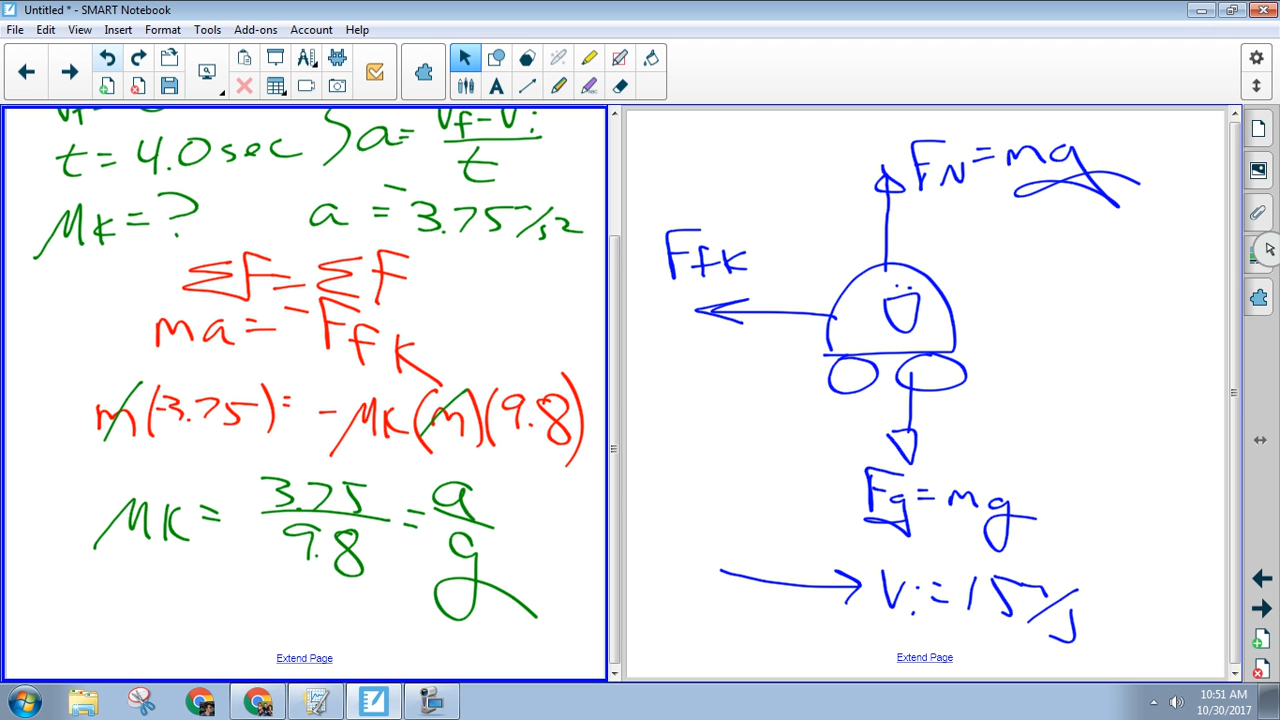 Untitled * - SMART Notebook
File Edit View Insert Format Tools Add-ons Account Help
t = 4.0 sec } a = Vf - Vi / t
μK = ? a = -3.75 m/s2
ΣF = ΣF
ma = -FfK
m(-3.75) = -μK(m)(9.8)
μK = 3.75 / 9.8 = a / g
Extend Page
FN = mg
FfK
Fg = mg
Vi = 15 m/s
Extend Page
10:51 AM
10/30/2017